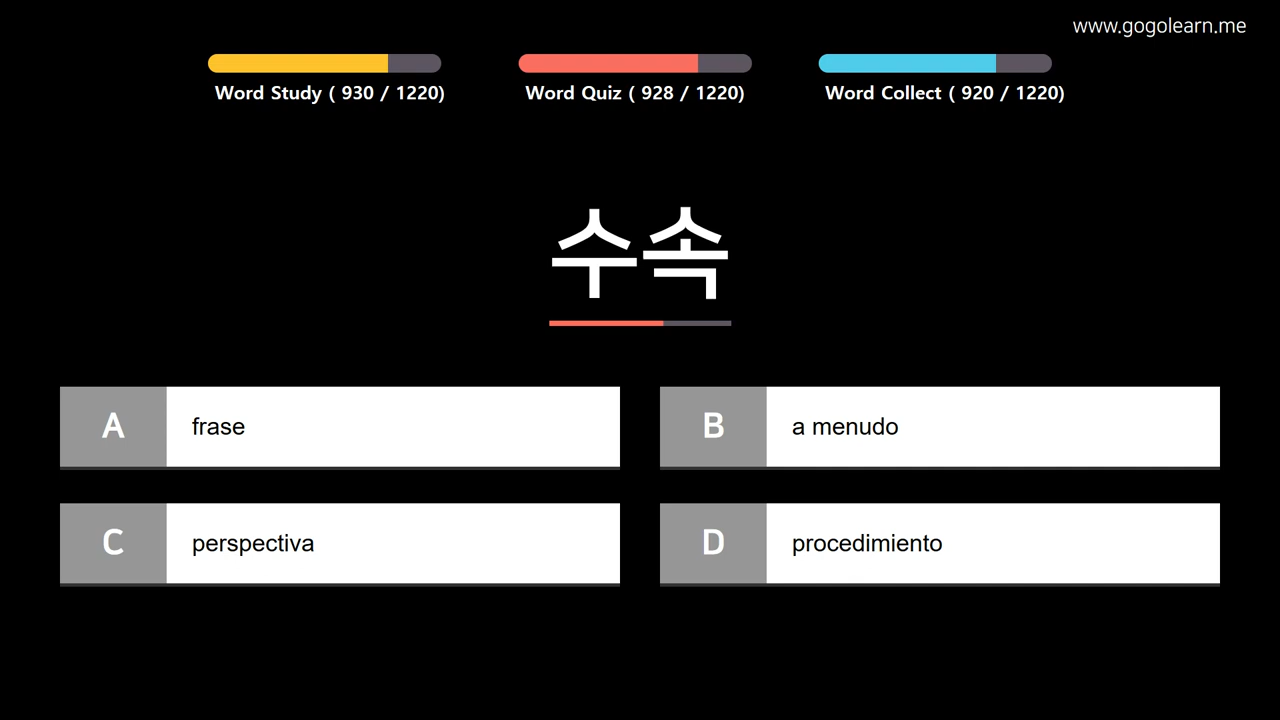 www.gogolearn.me
Word Study ( 930 / 1220)
Word Quiz ( 928 / 1220)
Word Collect ( 920 / 1220)
수속
A frase
B a menudo
C perspectiva
D procedimiento